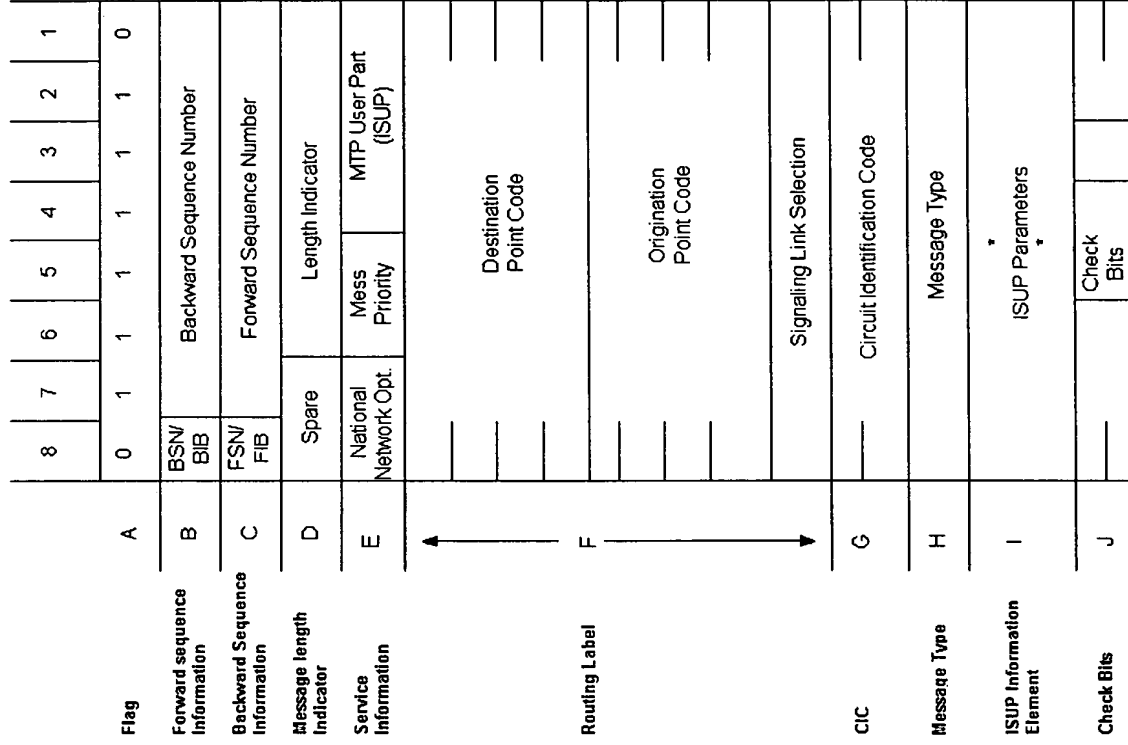 8 7 6 5 4 3 2 1
Flag A 0 1 1 1 1 1 1 0
Forward sequence
Information
B
BSN/
BIB
Backward Sequence Number
Backward Sequence
Information
C
FSN/
FIB
Forward Sequence Number
Message length
Indicator
D
Spare
Length Indicator
Service
Information
E
National
Network Opt.
Mess
Priority
MTP User Part
(ISUP)
Routing Label
F
Destination
Point Code
Origination
Point Code
Signaling Link Selection
CIC
G
Circuit Identification Code
Message Type
H
Message Type
ISUP Information
Element
I
* ISUP Parameters *
Check Bits
J
Check
Bits